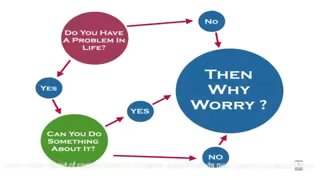 Do You Have
A Problem In
Life?
No
Yes
Then
Why
Worry ?
YES
Can You Do
Something
About It?
NO